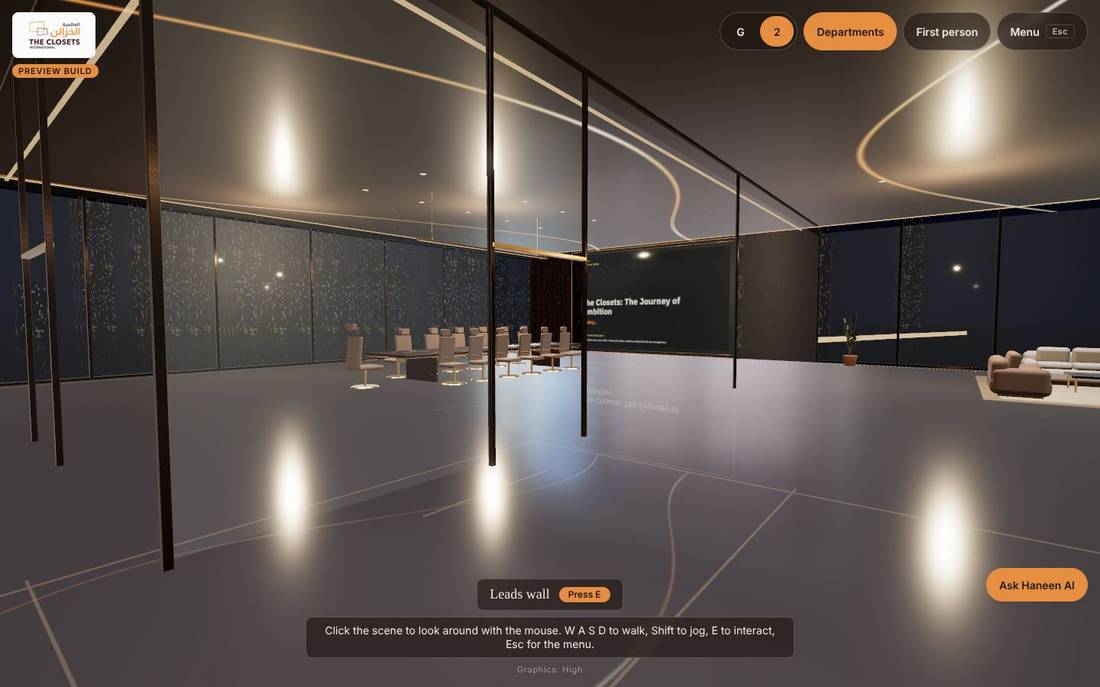 العالمية
الخزائن
THE CLOSETS
INTERNATIONAL
PREVIEW BUILD
G
2
Departments
First person
Menu Esc
he Closets: The Journey of
mbition
Leads wall Press E
Click the scene to look around with the mouse. W A S D to walk, Shift to jog, E to interact,
Esc for the menu.
Graphics: High
Ask Haneen AI